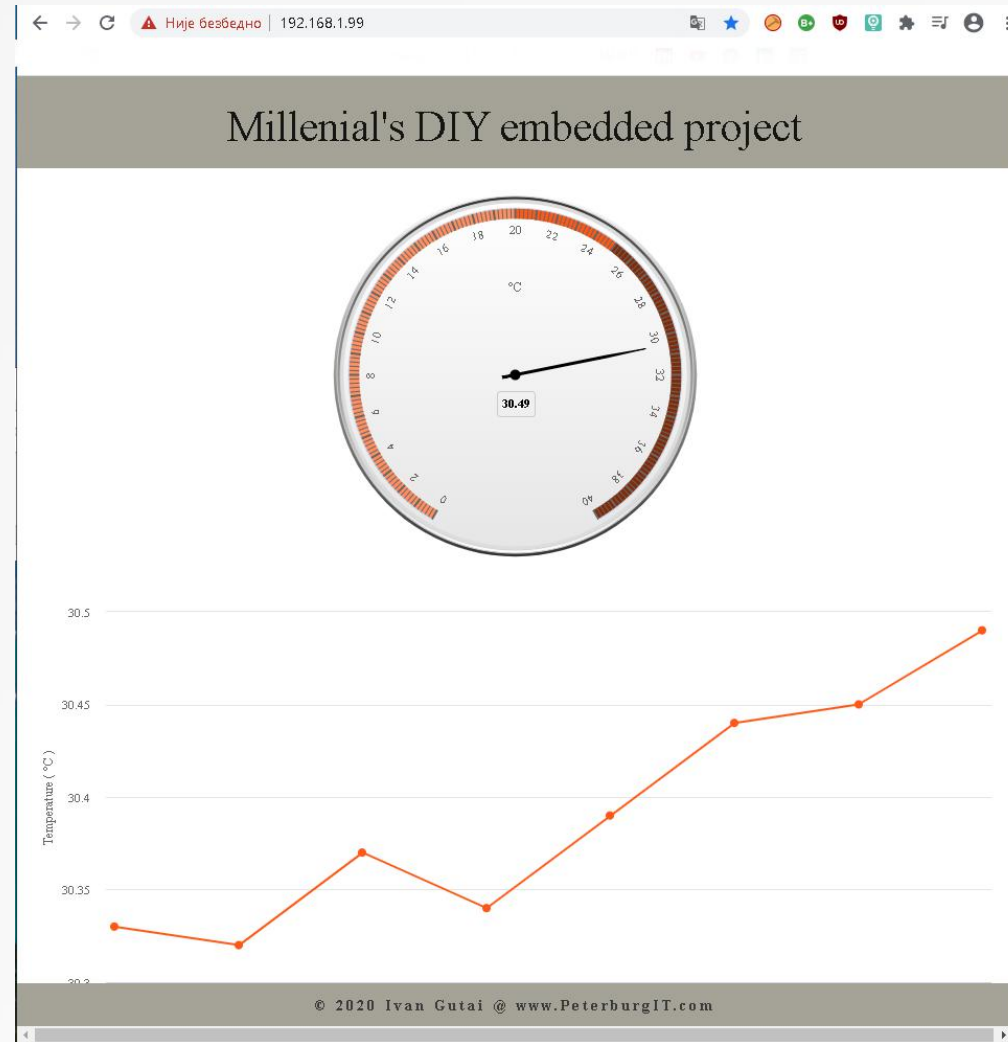 Није безбедно | 192.168.1.99
Millenial's DIY embedded project
0 2 4 6 8 10 12 14 16 18 20 22 24 26 28 30 32 34 36 38 40
°C
30.49
30.5
30.45
30.4
30.35
30.3
Temperature ( °C )
© 2020 Ivan Gutai @ www.PeterburgIT.com